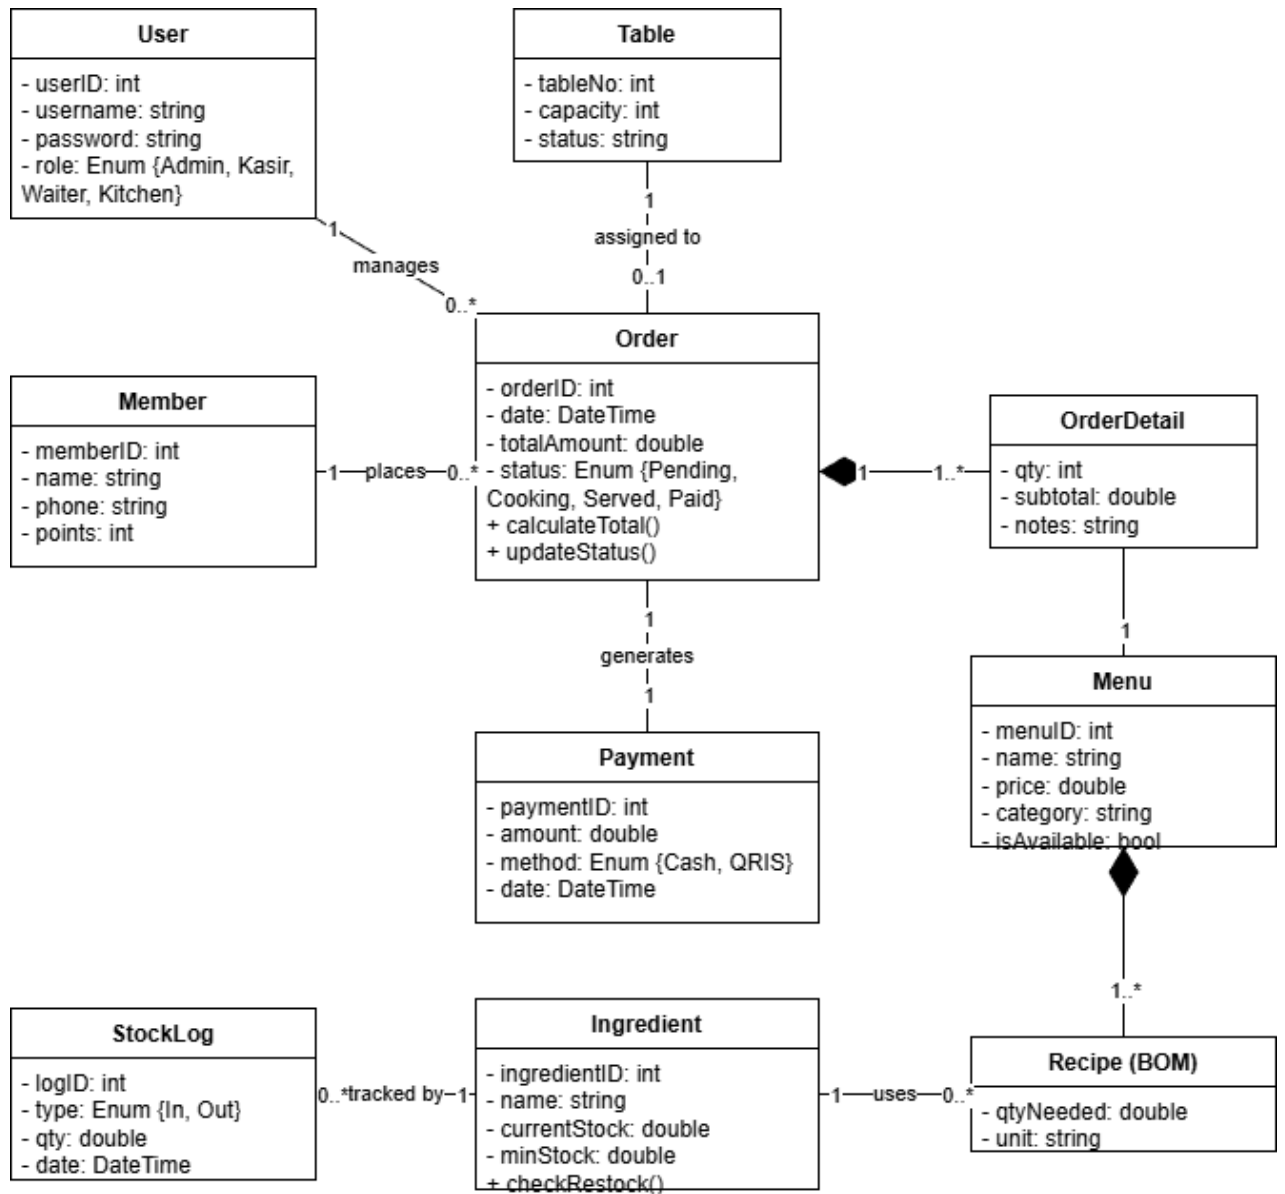 User
- userID: int
- username: string
- password: string
- role: Enum {Admin, Kasir,
Waiter, Kitchen}
Table
- tableNo: int
- capacity: int
- status: string
1
assigned to
0..1
1
manages
0..*
Member
- memberID: int
- name: string
- phone: string
- points: int
1
places
0..*
Order
- orderID: int
- date: DateTime
- totalAmount: double
- status: Enum {Pending,
Cooking, Served, Paid}
+ calculateTotal()
+ updateStatus()
1
1..*
OrderDetail
- qty: int
- subtotal: double
- notes: string
1
1
generates
1
Payment
- paymentID: int
- amount: double
- method: Enum {Cash, QRIS}
- date: DateTime
Menu
- menuID: int
- name: string
- price: double
- category: string
- isAvailable: bool
1..*
StockLog
- logID: int
- type: Enum {In, Out}
- qty: double
- date: DateTime
0..*
tracked by
1
Ingredient
- ingredientID: int
- name: string
- currentStock: double
- minStock: double
+ checkRestock()
1
uses
0..*
Recipe (BOM)
- qtyNeeded: double
- unit: string